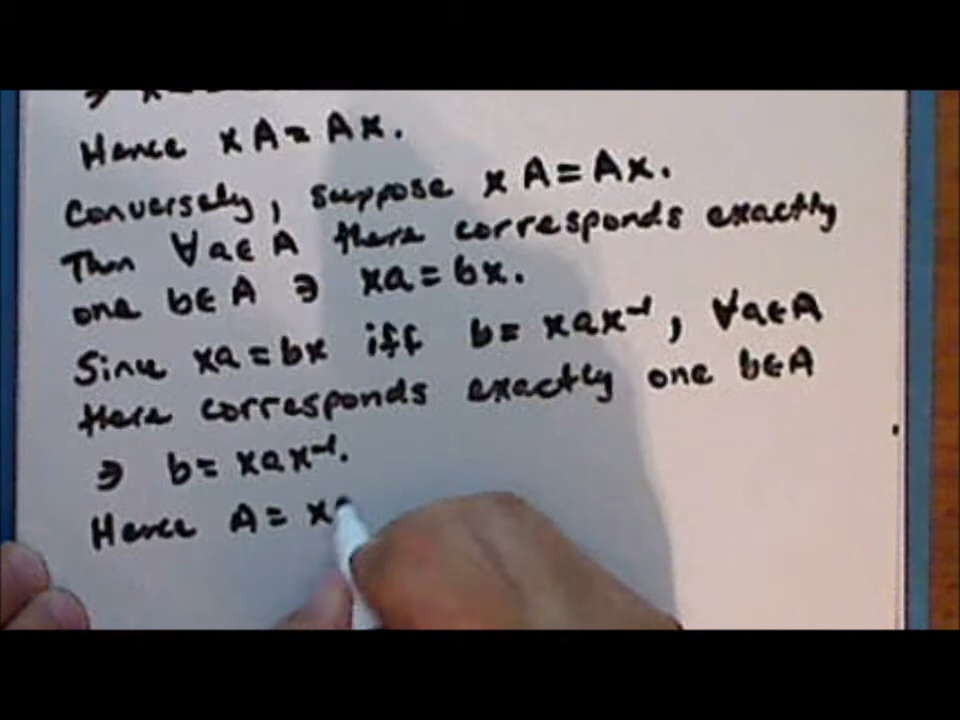 Hence xA = Ax.
Conversely, suppose xA = Ax.
Then ∀a∈A there corresponds exactly
one b∈A ∋ xa = bx.
Since xa = bx iff b = xax⁻¹, ∀a∈A
there corresponds exactly one b∈A
∋ b = xax⁻¹.
Hence A = x